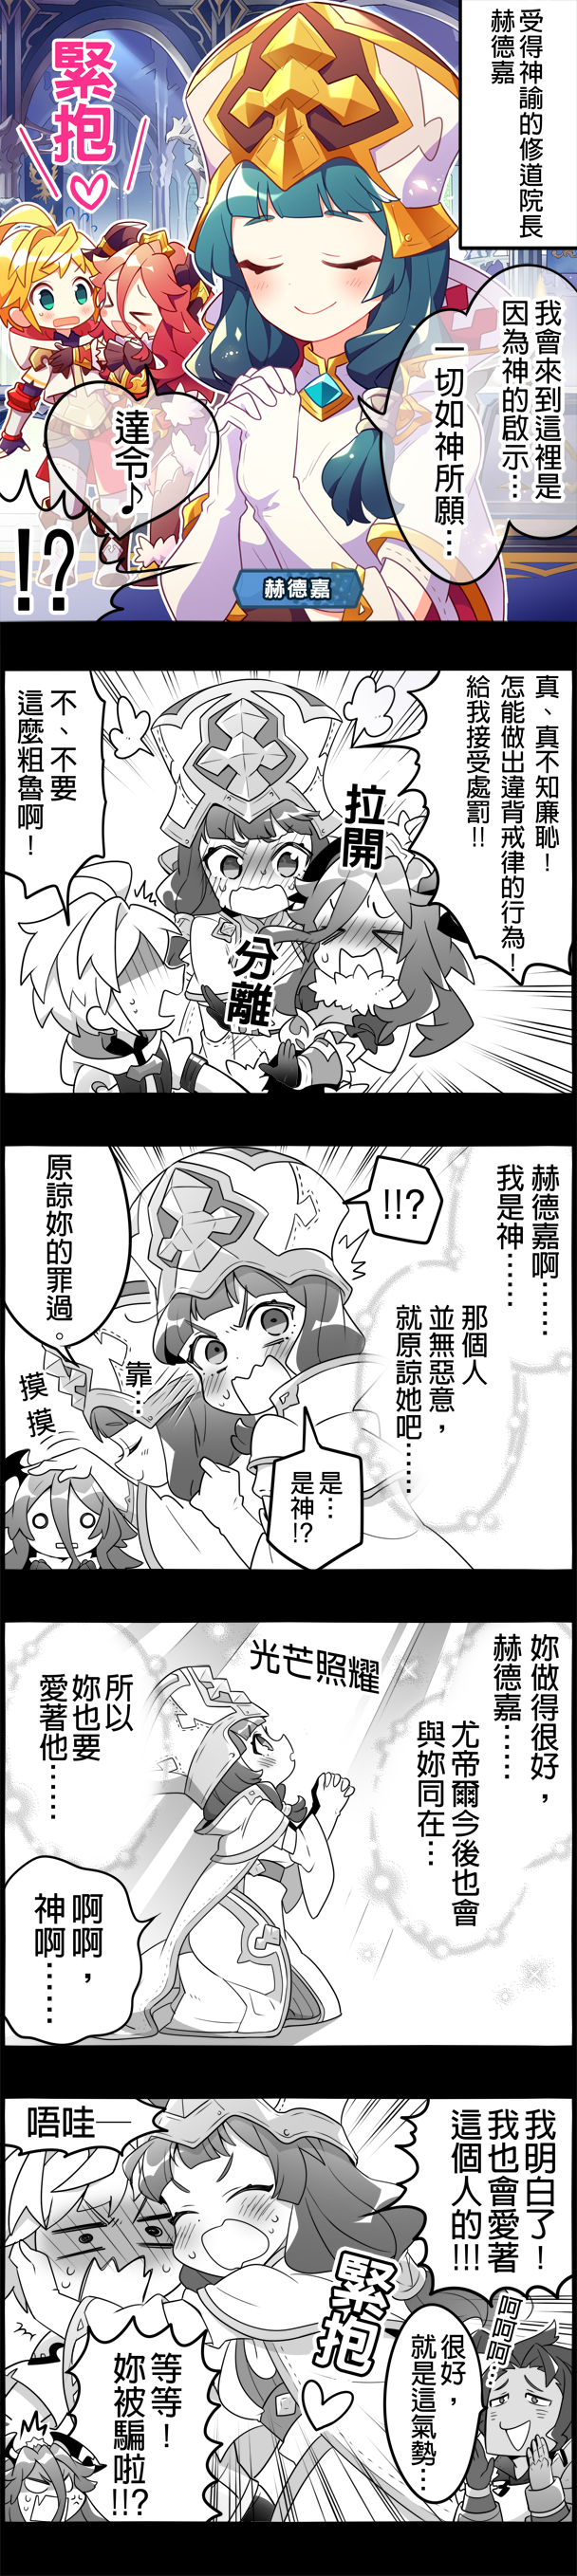 受得神諭的修道院長
赫德嘉
緊抱♡
我會來到這裡是
因為神的啟示…
一切如神所願…
達令♪
!?
赫德嘉
真、真不知廉恥！
怎能做出違背戒律的行為！
給我接受處罰!!
拉開
分離
不、不要
這麼粗魯啊！
赫德嘉啊……
我是神……
!!?
那個人
並無惡意，
就原諒她吧……
是…
是神!?
原諒妳的罪過。
靠…
摸
摸
妳做得很好，
赫德嘉……
尤帝爾今後也會
與妳同在…
光芒照耀
所以
妳也要
愛著他……
啊啊，
神啊……
我明白了！
我也會愛著
這個人的!!!
唔哇—
緊抱♡
呵呵呵…
很好，
就是這氣勢…
等等！
妳被騙啦!!?